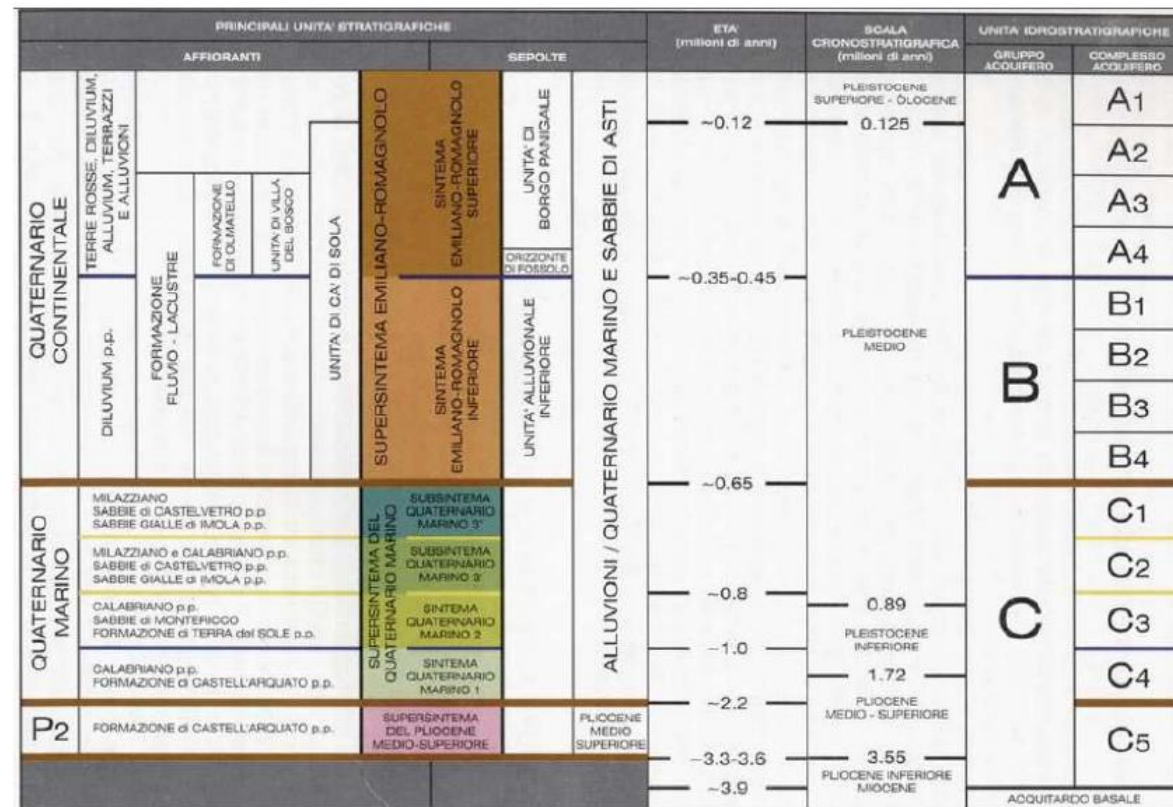 PRINCIPALI UNITA' STRATIGRAFICHE
AFFIORANTI
SEPOLTE
ETA'
(milioni di anni)
SCALA
CRONOSTRATIGRAFICA
(milioni di anni)
UNITA' IDROSTRATIGRAFICHE
GRUPPO
ACQUIFERO
COMPLESSO
ACQUIFERO
QUATERNARIO
CONTINENTALE
TERRE ROSSE, DILUVIUM,
ALLUVIUM, TERRAZZI
E ALLUVIONI
DILUVIUM p.p.
FORMAZIONE
FLUVIO - LACUSTRE
FORMAZIONE
DI OLMATELLO
UNITA' DI VILLA
DEL BOSCO
UNITA' DI CA' DI SOLA
SUPERSINTEMA EMILIANO-ROMAGNOLO
SINTEMA
EMILIANO-ROMAGNOLO
SUPERIORE
SINTEMA
EMILIANO-ROMAGNOLO
INFERIORE
UNITA' DI
BORGO PANIGALE
ORIZZONTE
DI FOSSOLO
UNITA' ALLUVIONALE
INFERIORE
ALLUVIONI / QUATERNARIO MARINO E SABBIE DI ASTI
QUATERNARIO
MARINO
MILAZZIANO
SABBIE di CASTELVETRO p.p
SABBIE GIALLE di IMOLA p.p.
MILAZZIANO e CALABRIANO p.p.
SABBIE di CASTELVETRO p.p.
SABBIE GIALLE di IMOLA p.p.
CALABRIANO p.p.
SABBIE di MONTERICCO
FORMAZIONE di TERRA del SOLE p.p.
CALABRIANO p.p.
FORMAZIONE di CASTELL'ARQUATO p.p.
SUPERSINTEMA DEL
QUATERNARIO MARINO
SUBSINTEMA
QUATERNARIO
MARINO 3"
SUBSINTEMA
QUATERNARIO
MARINO 3'
SINTEMA
QUATERNARIO
MARINO 2
SINTEMA
QUATERNARIO
MARINO 1
P2
FORMAZIONE di CASTELL'ARQUATO p.p.
SUPERSINTEMA
DEL PLIOCENE
MEDIO-SUPERIORE
PLIOCENE
MEDIO
SUPERIORE
~0.12
~0.35-0.45
~0.65
~0.8
~1.0
~2.2
~3.3-3.6
~3.9
PLEISTOCENE
SUPERIORE - OLOCENE
0.125
PLEISTOCENE
MEDIO
0.89
PLEISTOCENE
INFERIORE
1.72
PLIOCENE
MEDIO - SUPERIORE
3.55
PLIOCENE INFERIORE
MIOCENE
A
B
C
A1
A2
A3
A4
B1
B2
B3
B4
C1
C2
C3
C4
C5
ACQUITARDO BASALE